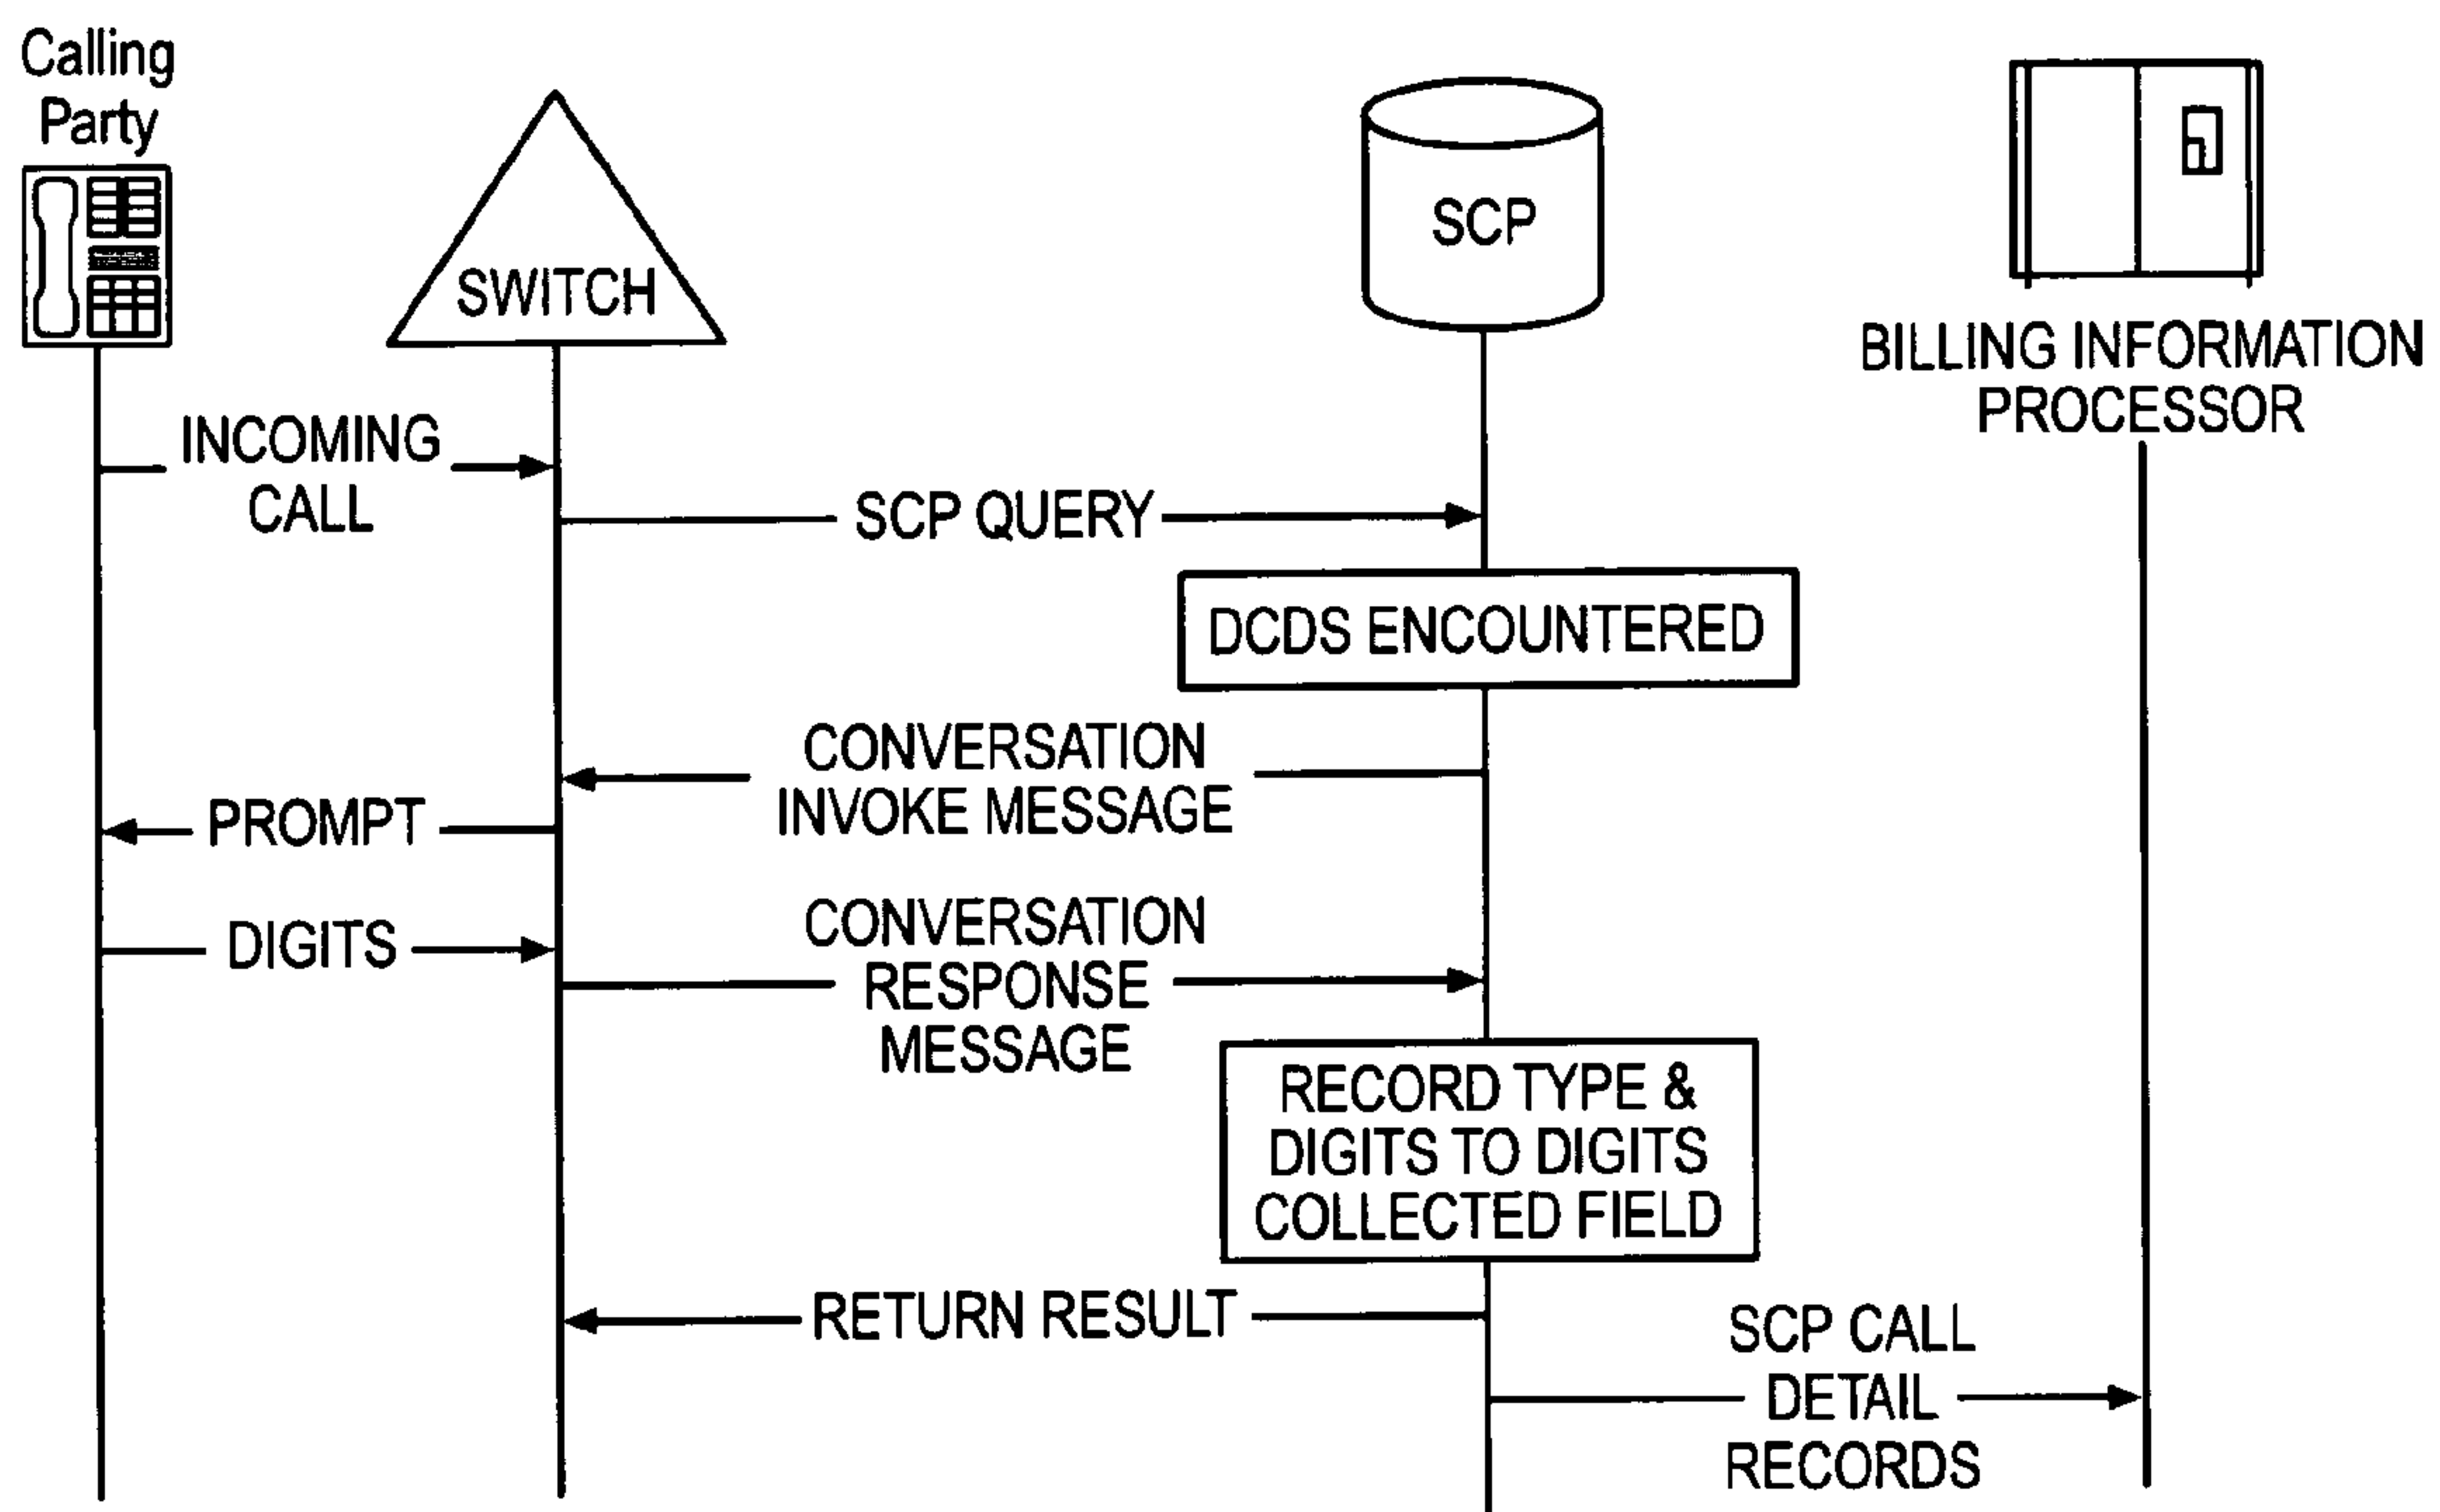 Calling
Party
SWITCH
SCP
BILLING INFORMATION
PROCESSOR
INCOMING
CALL
SCP QUERY
DCDS ENCOUNTERED
CONVERSATION
INVOKE MESSAGE
PROMPT
DIGITS
CONVERSATION
RESPONSE
MESSAGE
RECORD TYPE &
DIGITS TO DIGITS
COLLECTED FIELD
RETURN RESULT
SCP CALL
DETAIL
RECORDS